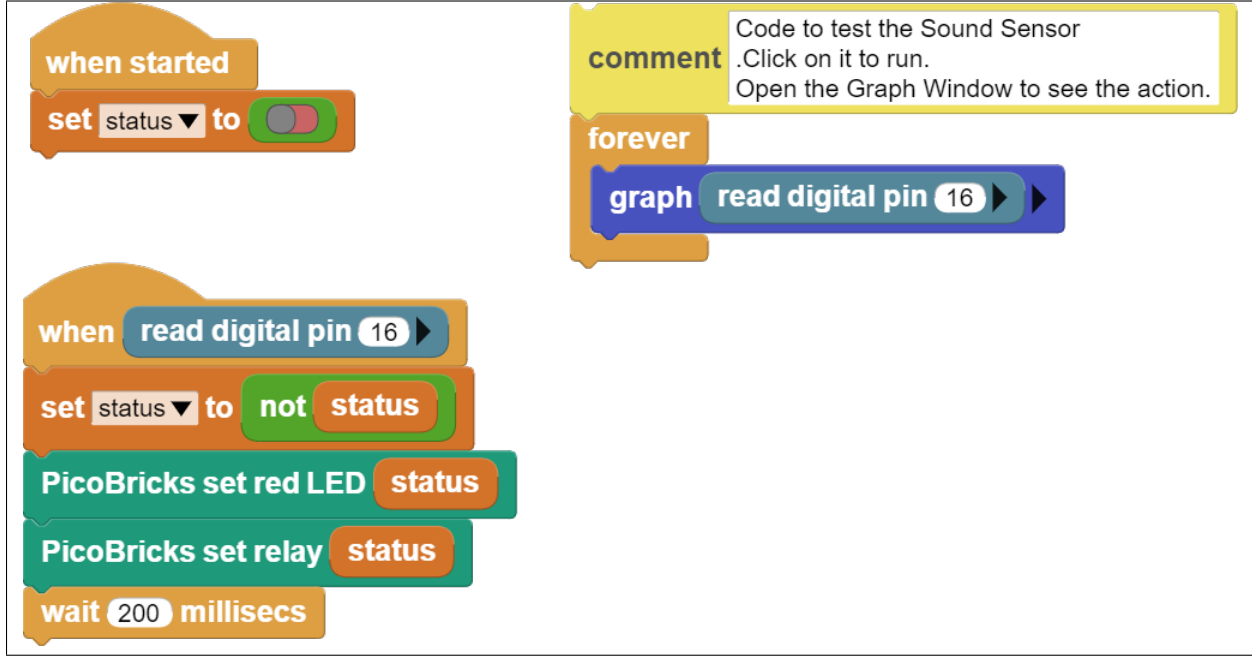 when started
set status ▼ to
comment
Code to test the Sound Sensor
.Click on it to run.
Open the Graph Window to see the action.
forever
graph read digital pin 16
when read digital pin 16
set status ▼ to not status
PicoBricks set red LED status
PicoBricks set relay status
wait 200 millisecs